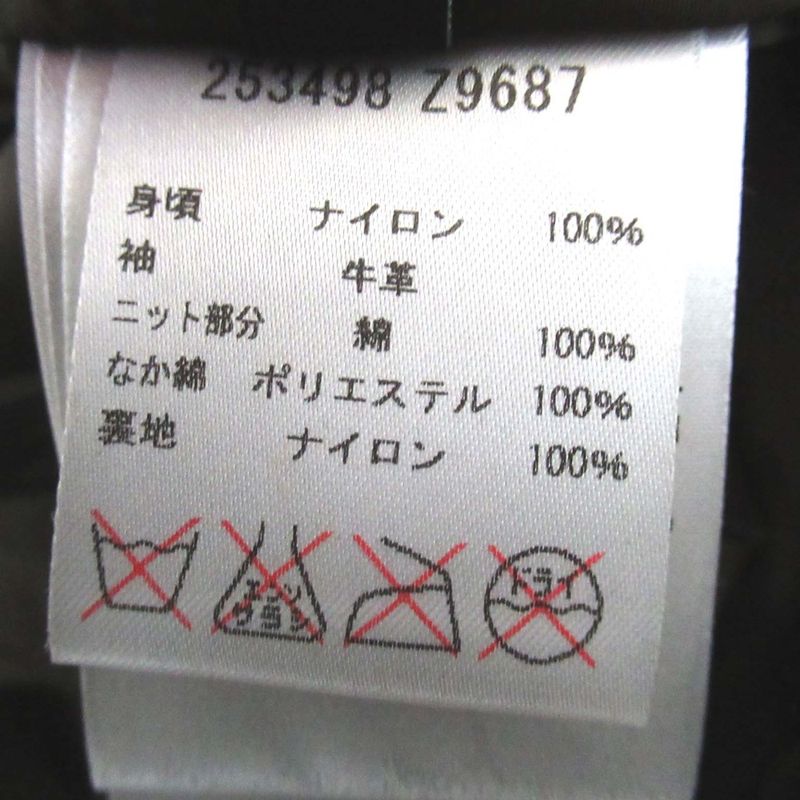 253498 Z9687
身頃 ナイロン 100%
袖 牛革
ニット部分 綿 100%
なか綿 ポリエステル 100%
裏地 ナイロン 100%
エンソサラシ
ドライ